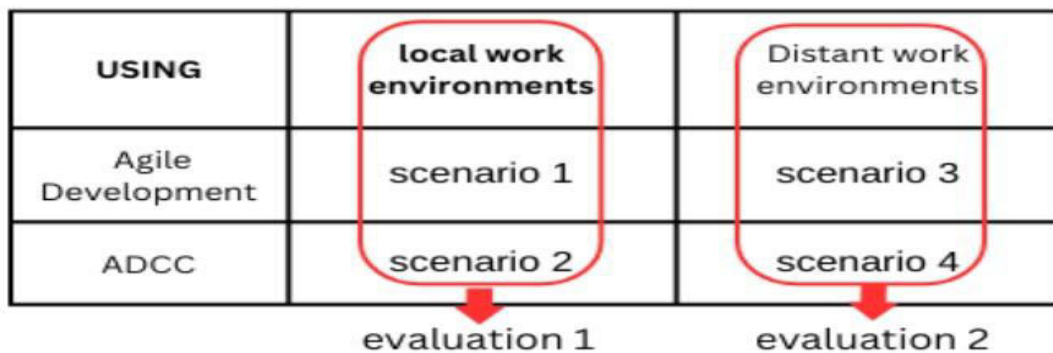 USING
local work
environments
Distant work
environments
Agile
Development
scenario 1
scenario 3
ADCC
scenario 2
scenario 4
evaluation 1
evaluation 2